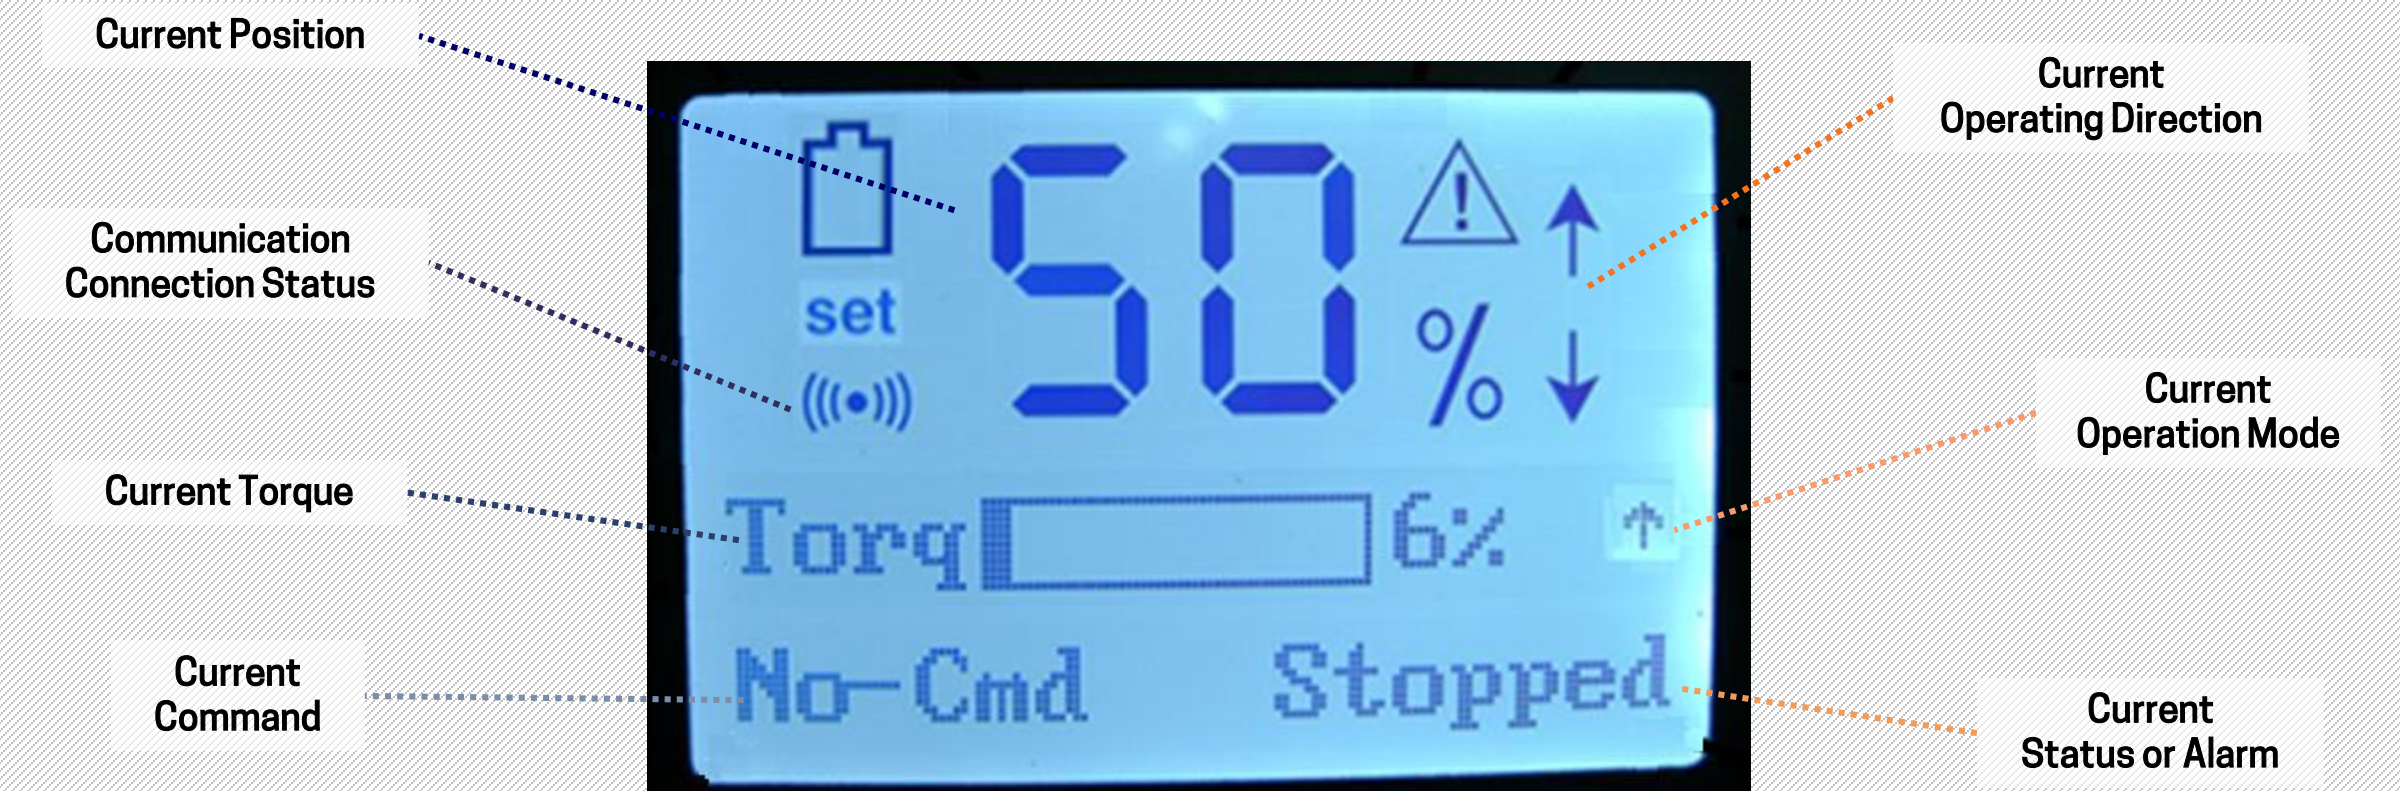 Current Position
Current
Operating Direction
Communication
Connection Status
50
!
%
set
Current
Operation Mode
Current Torque
Torq
6%
↑
Current
Command
No-Cmd
Stopped
Current
Status or Alarm